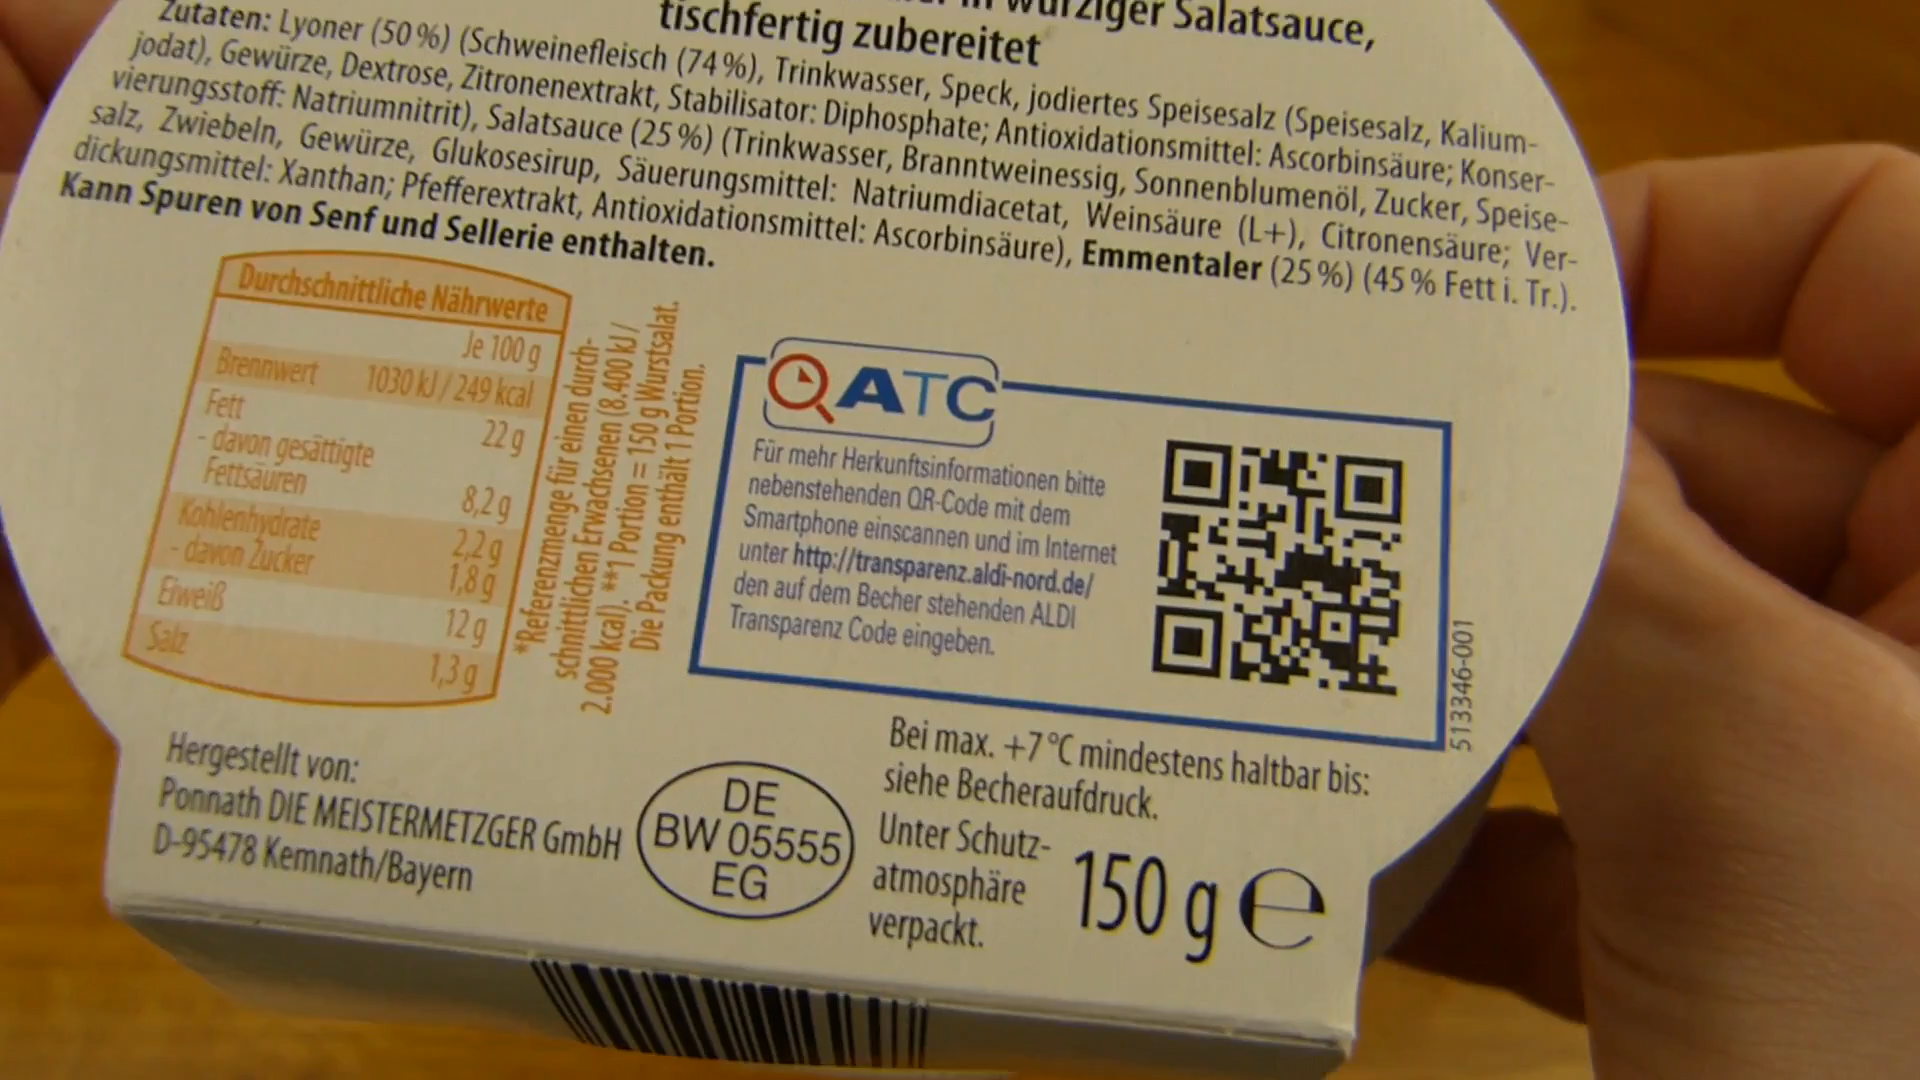 in würziger Salatsauce,
tischfertig zubereitet
Zutaten: Lyoner (50 %) (Schweinefleisch (74 %), Trinkwasser, Speck, jodiertes Speisesalz (Speisesalz, Kalium-
jodat), Gewürze, Dextrose, Zitronenextrakt, Stabilisator: Diphosphate; Antioxidationsmittel: Ascorbinsäure; Konser-
vierungsstoff: Natriumnitrit), Salatsauce (25 %) (Trinkwasser, Branntweinessig, Sonnenblumenöl, Zucker, Speise-
salz, Zwiebeln, Gewürze, Glukosesirup, Säuerungsmittel: Natriumdiacetat, Weinsäure (L+), Citronensäure; Ver-
dickungsmittel: Xanthan; Pfefferextrakt, Antioxidationsmittel: Ascorbinsäure), Emmentaler (25 %) (45 % Fett i. Tr.).
Kann Spuren von Senf und Sellerie enthalten.
Durchschnittliche Nährwerte
Je 100 g
Brennwert 1030 kJ / 249 kcal
Fett 22 g
- davon gesättigte
Fettsäuren 8,2 g
Kohlenhydrate 2,2 g
- davon Zucker 1,8 g
Eiweiß 12 g
Salz 1,3 g
*Referenzmenge für einen durch-
schnittlichen Erwachsenen (8.400 kJ /
2.000 kcal). **1 Portion = 150 g Wurstsalat.
Die Packung enthält 1 Portion.
ATC
Für mehr Herkunftsinformationen bitte
nebenstehenden QR-Code mit dem
Smartphone einscannen und im Internet
unter http://transparenz.aldi-nord.de/
den auf dem Becher stehenden ALDI
Transparenz Code eingeben.
513346-001
Hergestellt von:
Ponnath DIE MEISTERMETZGER GmbH
D-95478 Kemnath/Bayern
DE
BW 05555
EG
Bei max. +7 °C mindestens haltbar bis:
siehe Becheraufdruck.
Unter Schutz-
atmosphäre
verpackt.
150 g e